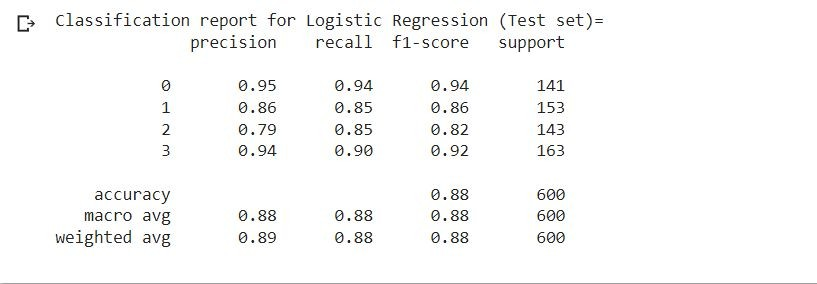 Classification report for Logistic Regression (Test set)=
precision recall f1-score support
0 0.95 0.94 0.94 141
1 0.86 0.85 0.86 153
2 0.79 0.85 0.82 143
3 0.94 0.90 0.92 163
accuracy 0.88 600
macro avg 0.88 0.88 0.88 600
weighted avg 0.89 0.88 0.88 600